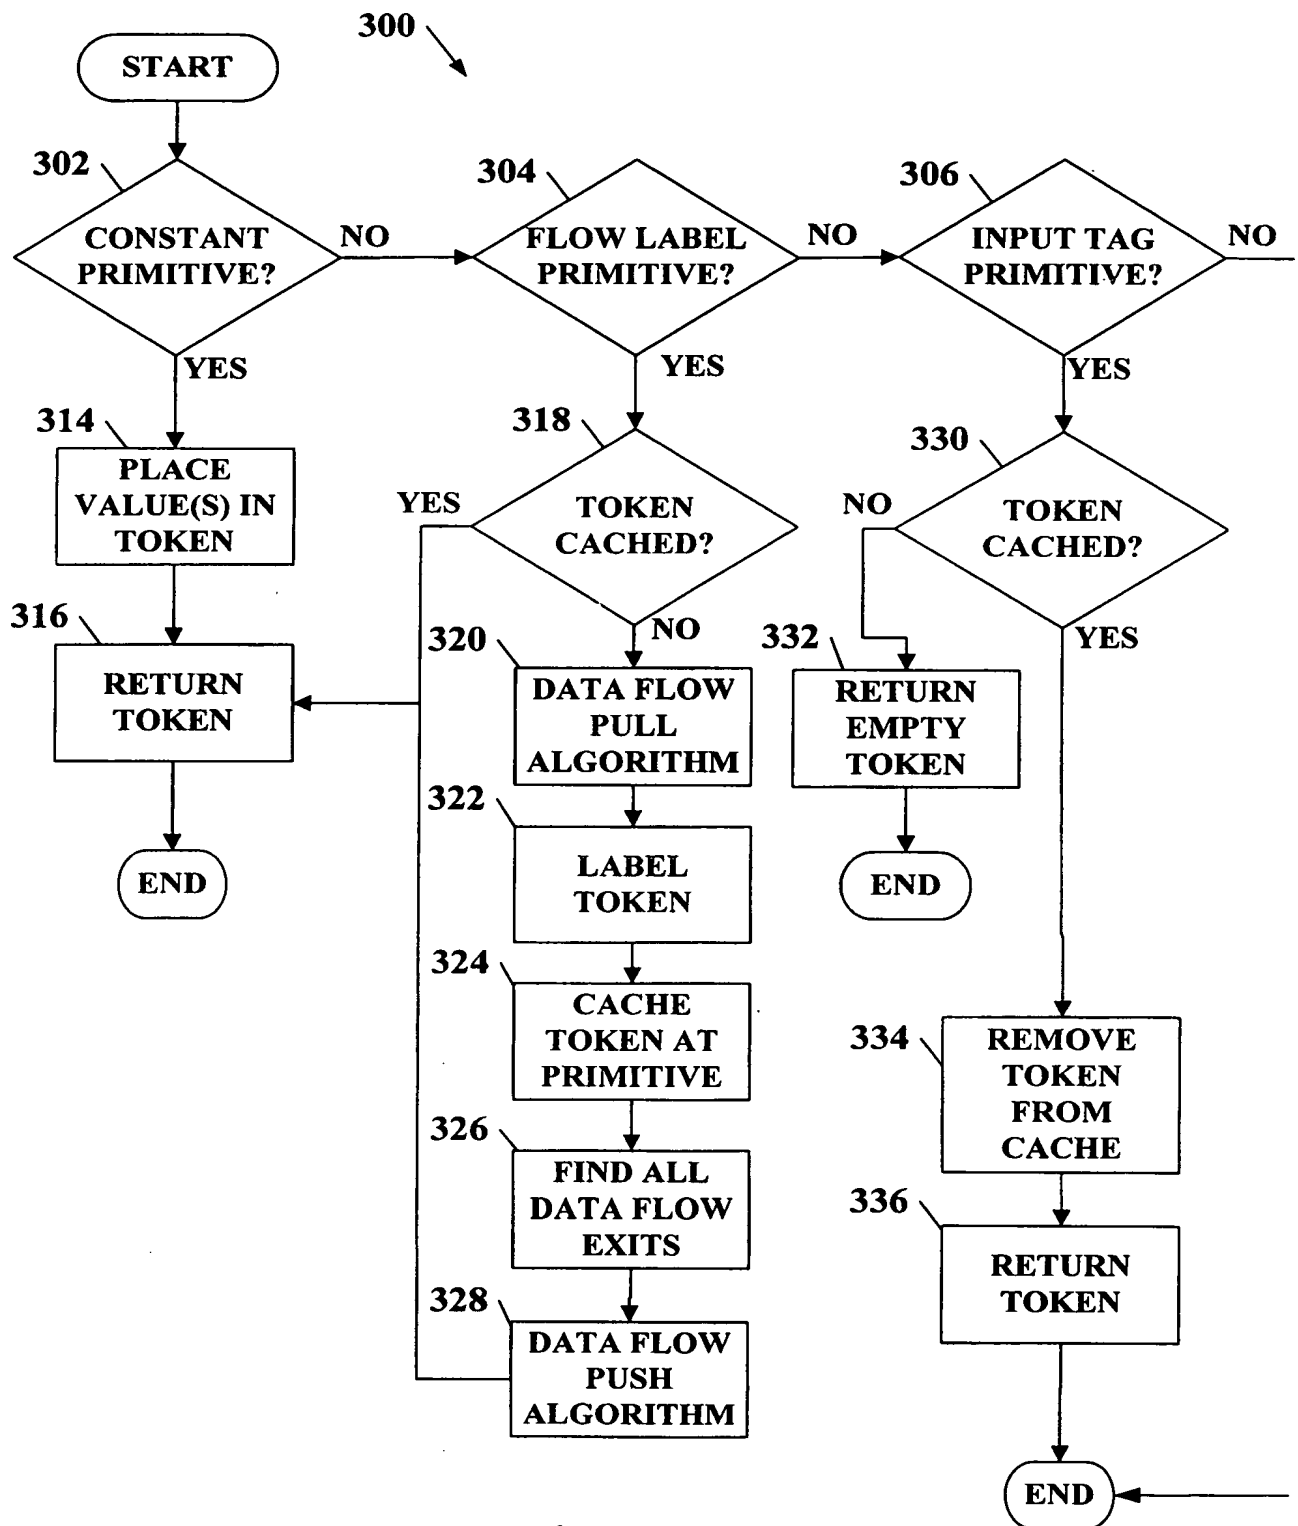 300
START
302
CONSTANT
PRIMITIVE?
NO
304
FLOW LABEL
PRIMITIVE?
NO
306
INPUT TAG
PRIMITIVE?
NO
YES
YES
YES
314
PLACE
VALUE(S) IN
TOKEN
318
TOKEN
CACHED?
YES
NO
330
TOKEN
CACHED?
NO
YES
316
RETURN
TOKEN
END
320
DATA FLOW
PULL
ALGORITHM
332
RETURN
EMPTY
TOKEN
END
322
LABEL
TOKEN
324
CACHE
TOKEN AT
PRIMITIVE
326
FIND ALL
DATA FLOW
EXITS
328
DATA FLOW
PUSH
ALGORITHM
334
REMOVE
TOKEN
FROM
CACHE
336
RETURN
TOKEN
END